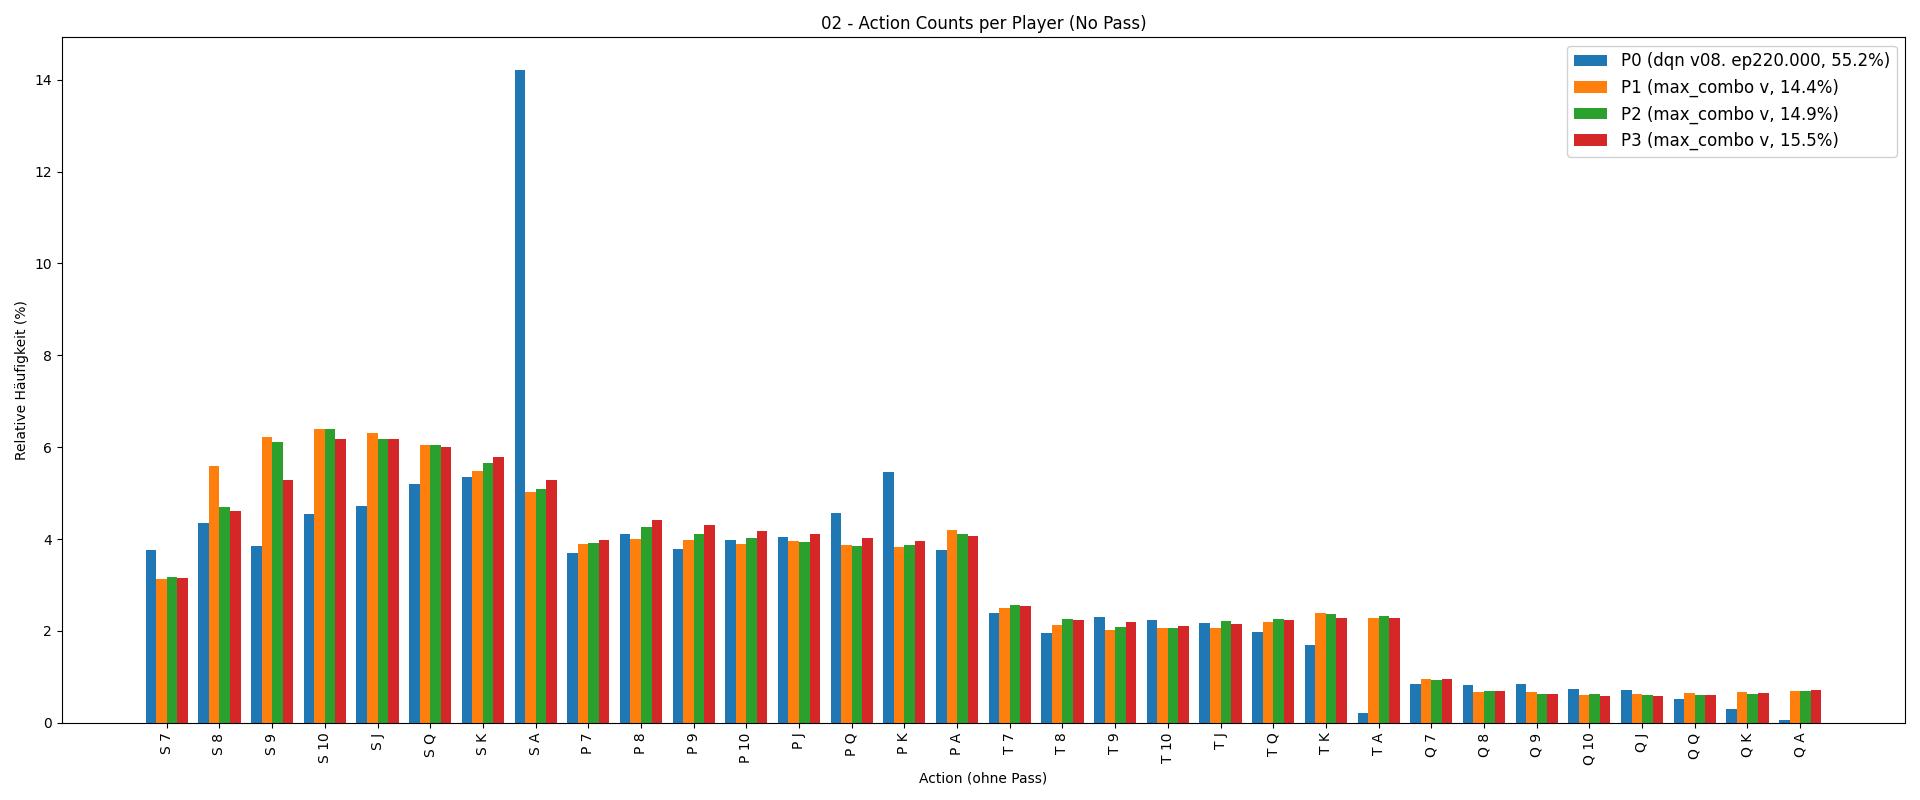 02 - Action Counts per Player (No Pass)
P0 (dqn v08. ep220.000, 55.2%)
P1 (max_combo v, 14.4%)
P2 (max_combo v, 14.9%)
P3 (max_combo v, 15.5%)
Relative Häufigkeit (%)
14
12
10
8
6
4
2
0
S 7
S 8
S 9
S 10
S J
S Q
S K
S A
P 7
P 8
P 9
P 10
P J
P Q
P K
P A
T 7
T 8
T 9
T 10
T J
T Q
T K
T A
Q 7
Q 8
Q 9
Q 10
Q J
Q Q
Q K
Q A
Action (ohne Pass)